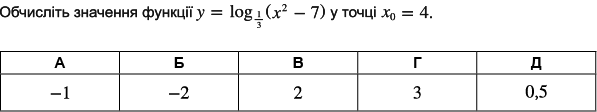 Обчисліть значення функції y = log_{1/3}(x² − 7) у точці x₀ = 4.
А Б В Г Д
−1 −2 2 3 0,5